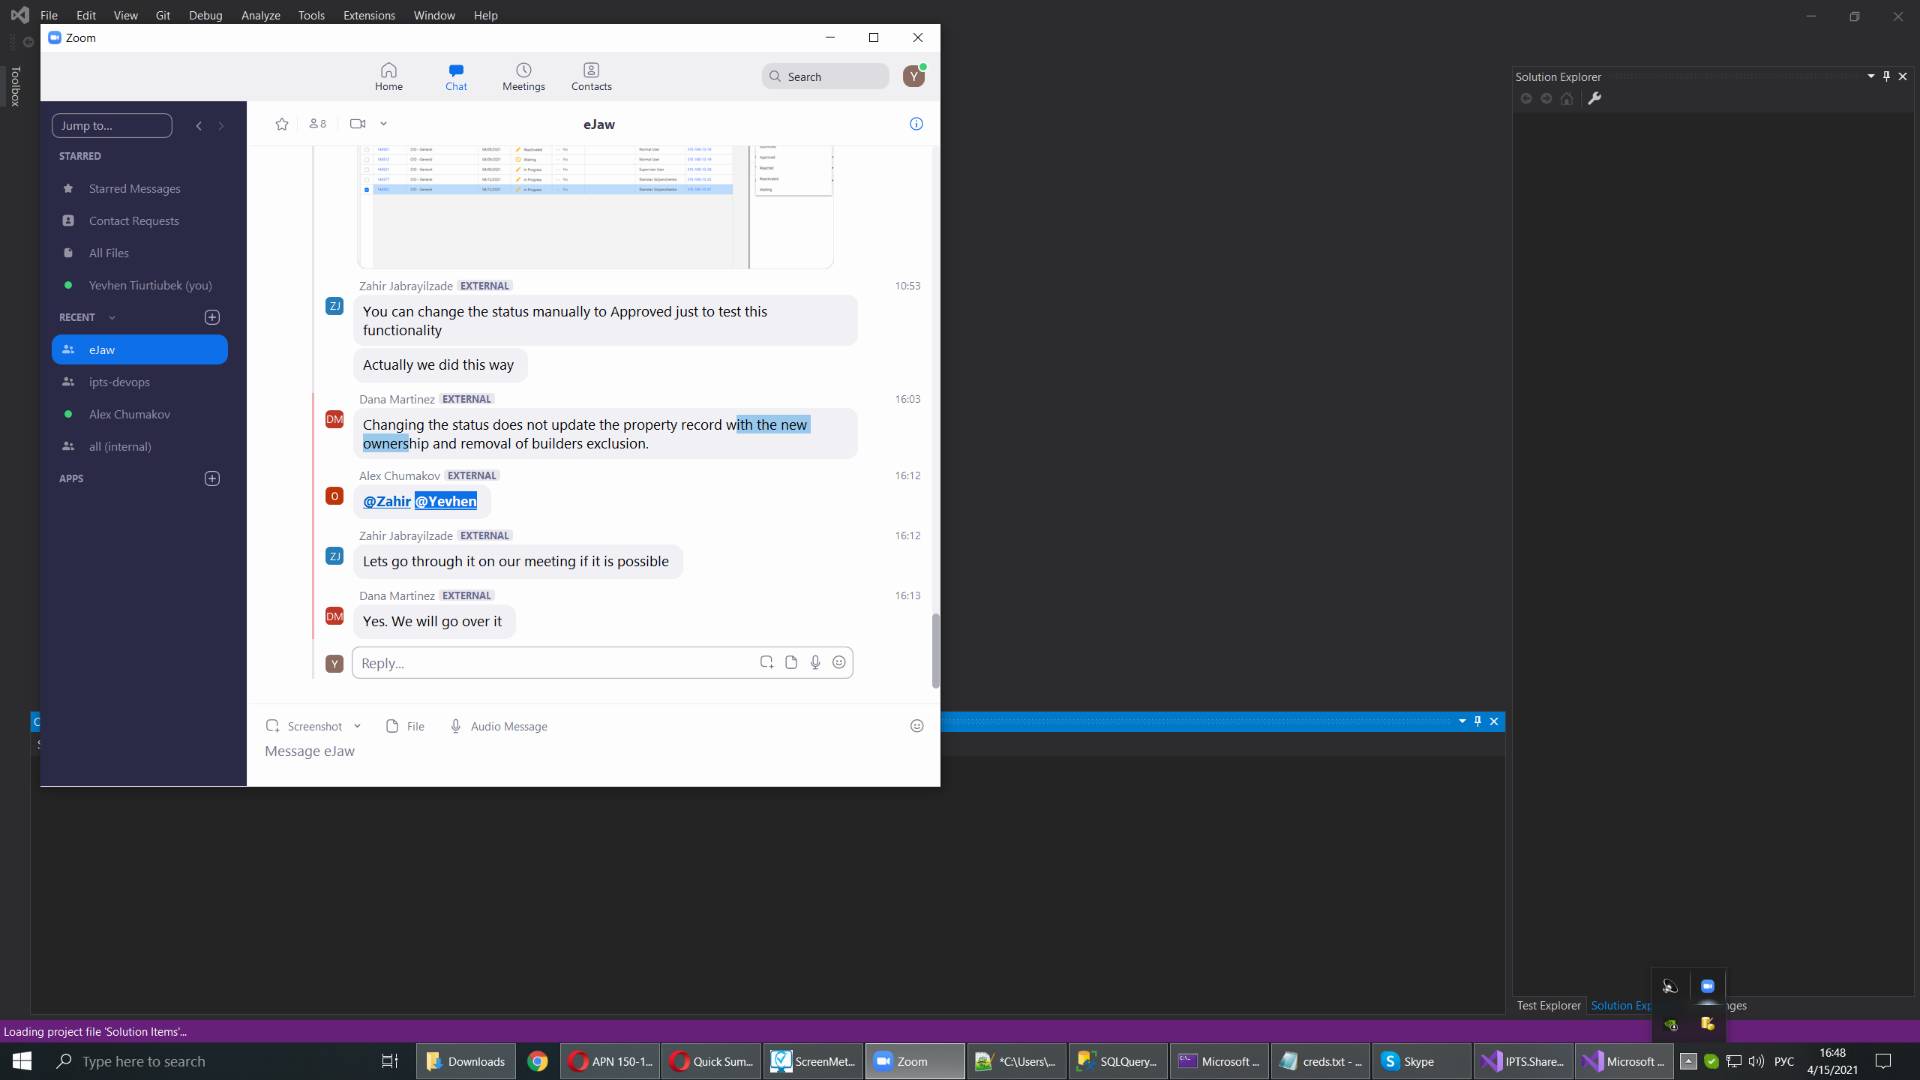 File Edit View Git Debug Analyze Tools Extensions Window Help
Zoom
Home Chat Meetings Contacts
Search
Y
Toolbox
Solution Explorer
Jump to...
8
eJaw
STARRED
Starred Messages
Contact Requests
All Files
Yevhen Tiurtiubek (you)
RECENT
eJaw
ipts-devops
Alex Chumakov
all (internal)
APPS
Zahir Jabrayilzade EXTERNAL 10:53
ZJ
You can change the status manually to Approved just to test this
functionality
Actually we did this way
Dana Martinez EXTERNAL 16:03
DM
Changing the status does not update the property record with the new
ownership and removal of builders exclusion.
Alex Chumakov EXTERNAL 16:12
O
@Zahir @Yevhen
Zahir Jabrayilzade EXTERNAL 16:12
ZJ
Lets go through it on our meeting if it is possible
Dana Martinez EXTERNAL 16:13
DM
Yes. We will go over it
Y
Reply...
Screenshot File Audio Message
Message eJaw
Test Explorer Solution Exp nges
Loading project file 'Solution Items'...
Type here to search
Downloads
APN 150-1...
Quick Sum...
ScreenMet...
Zoom
*C:\Users\...
SQLQuery...
Microsoft ...
creds.txt - ...
Skype
IPTS.Share...
Microsoft ...
РУС
16:48
4/15/2021